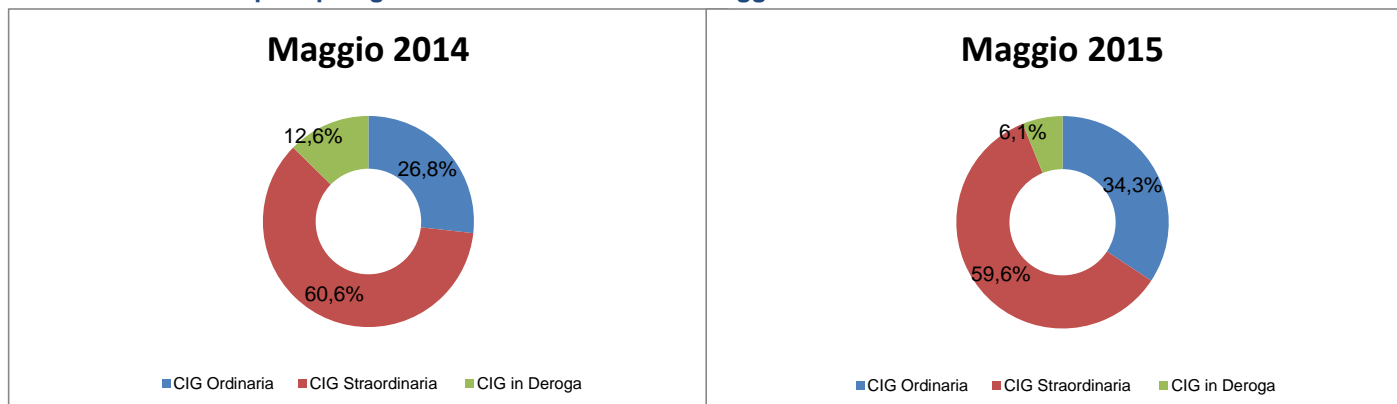 Maggio 2014
12,6%
26,8%
60,6%
CIG Ordinaria CIG Straordinaria CIG in Deroga
Maggio 2015
6,1%
34,3%
59,6%
CIG Ordinaria CIG Straordinaria CIG in Deroga